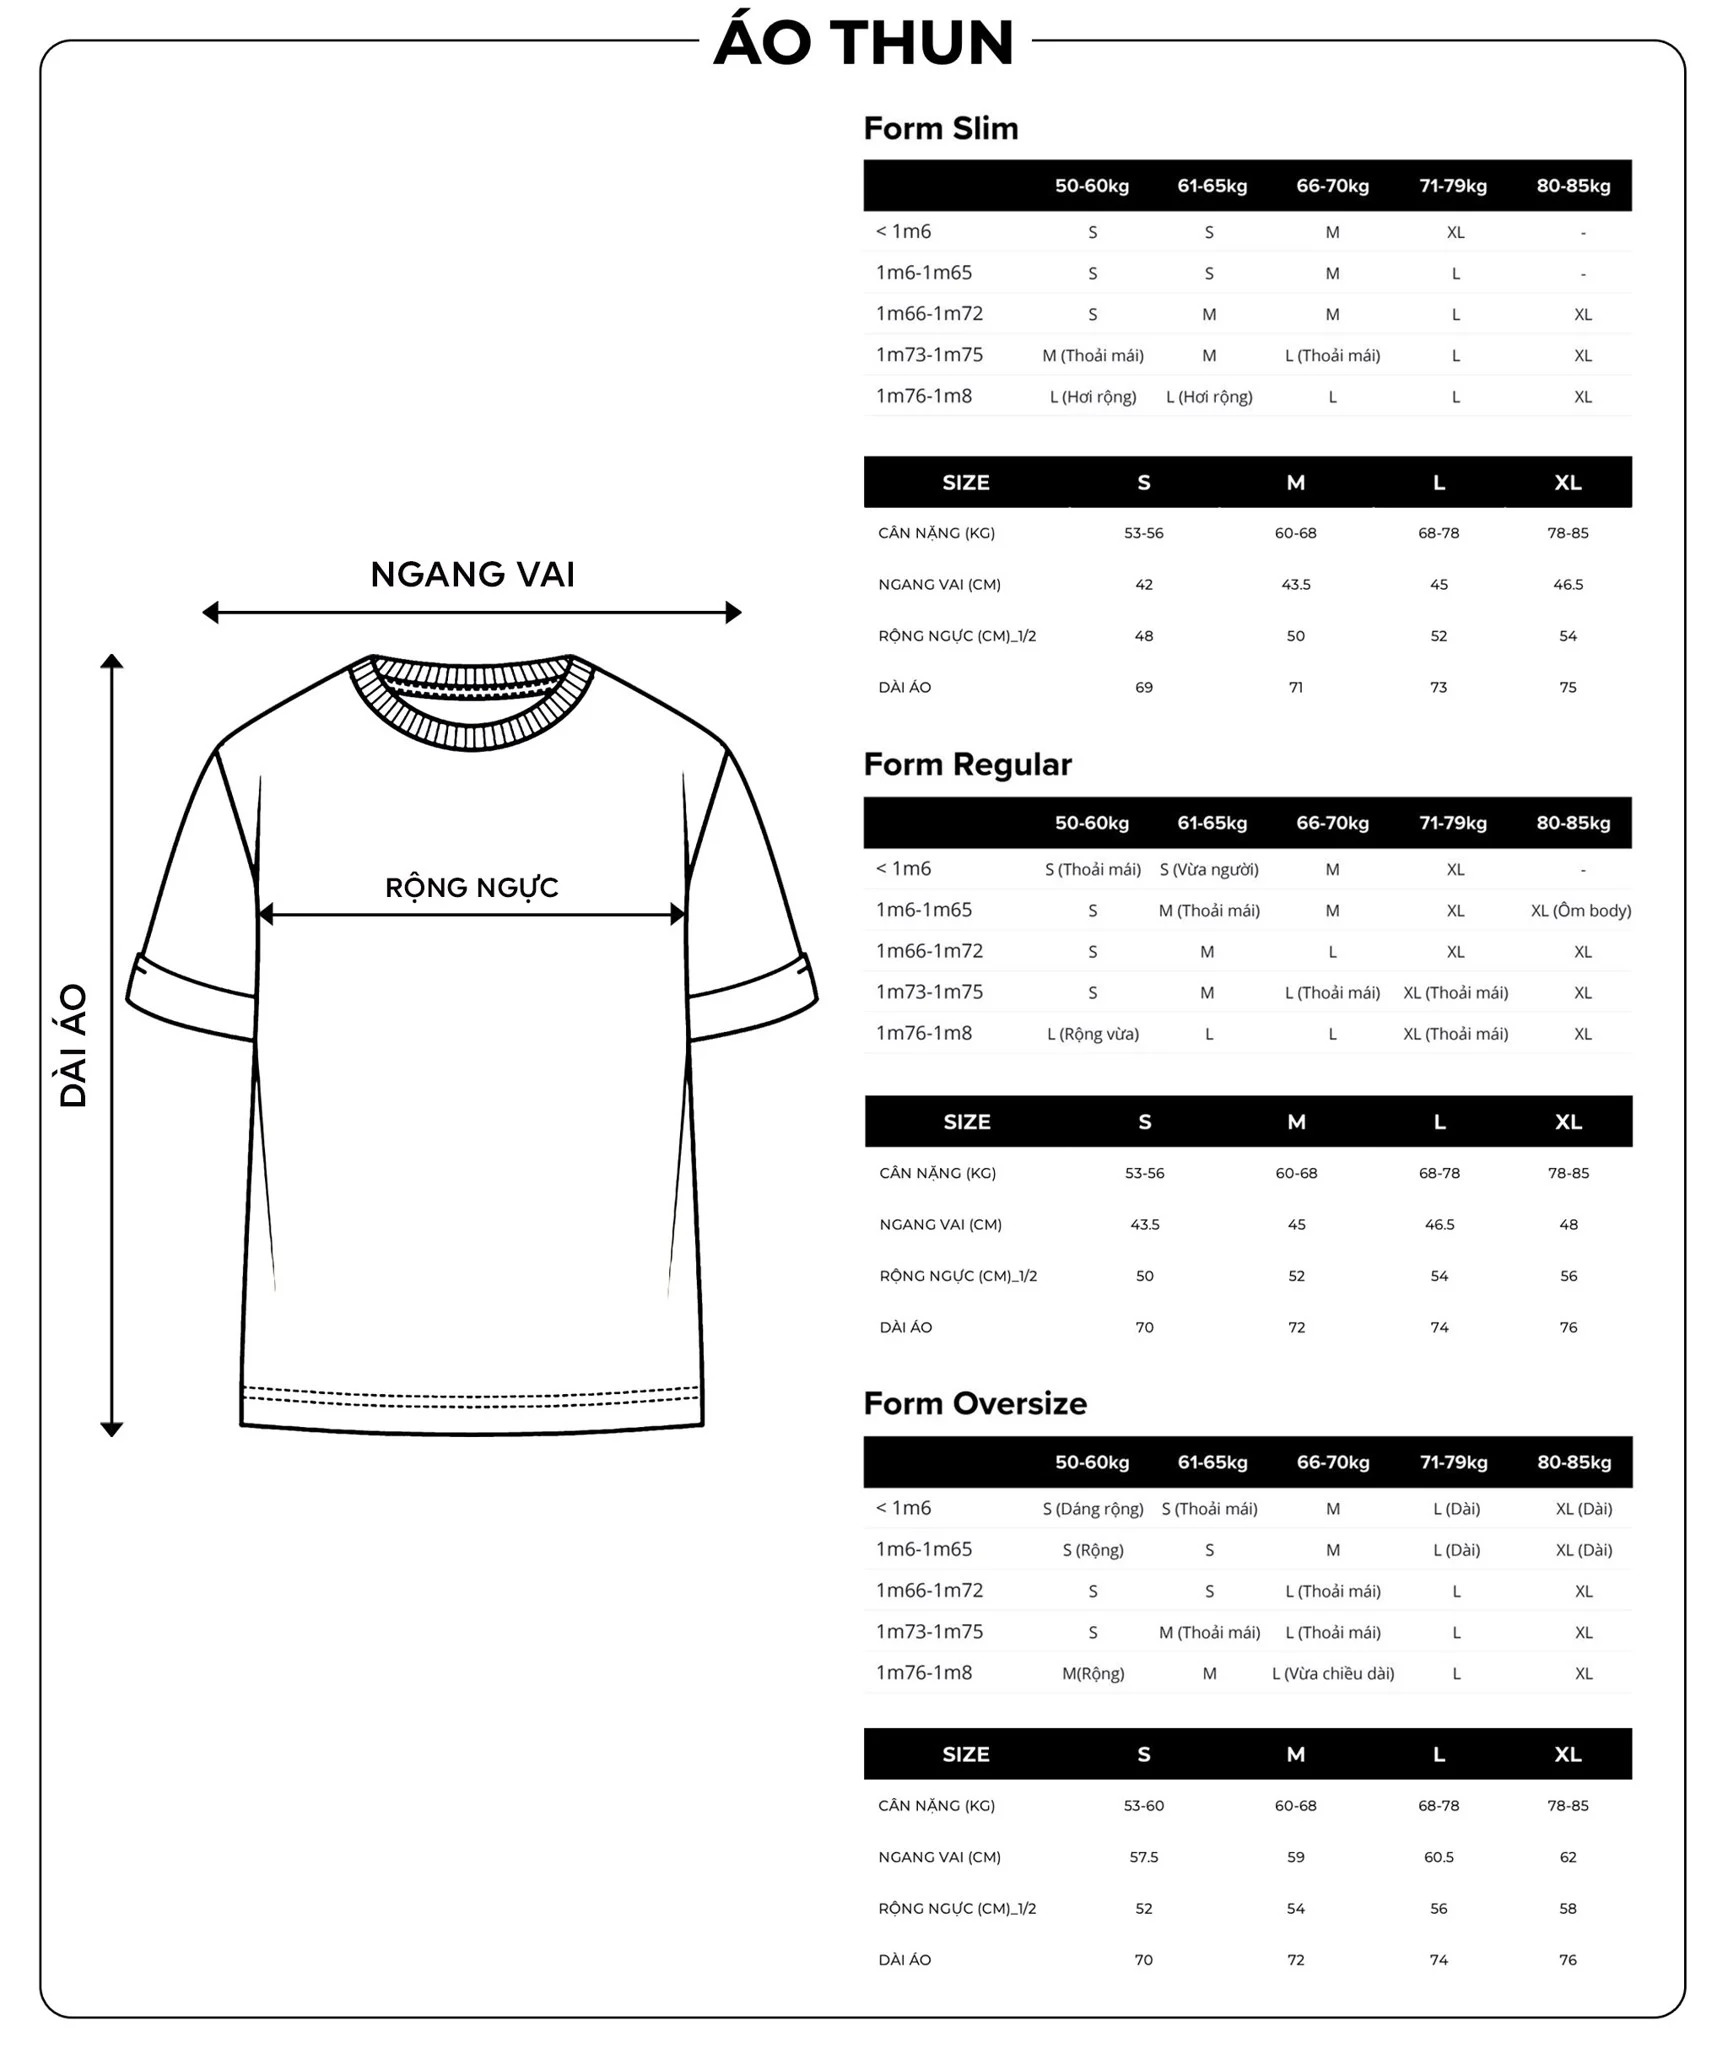 ÁO THUN
NGANG VAI
RỘNG NGỰC
DÀI ÁO
Form Slim
50-60kg 61-65kg 66-70kg 71-79kg 80-85kg
< 1m6 S S M XL -
1m6-1m65 S S M L -
1m66-1m72 S M M L XL
1m73-1m75 M (Thoải mái) M L (Thoải mái) L XL
1m76-1m8 L (Hơi rộng) L (Hơi rộng) L L XL
SIZE S M L XL
CÂN NẶNG (KG) 53-56 60-68 68-78 78-85
NGANG VAI (CM) 42 43.5 45 46.5
RỘNG NGỰC (CM)_1/2 48 50 52 54
DÀI ÁO 69 71 73 75
Form Regular
50-60kg 61-65kg 66-70kg 71-79kg 80-85kg
< 1m6 S (Thoải mái) S (Vừa người) M XL -
1m6-1m65 S M (Thoải mái) M XL XL (Ôm body)
1m66-1m72 S M L XL XL
1m73-1m75 S M L (Thoải mái) XL (Thoải mái) XL
1m76-1m8 L (Rộng vừa) L L XL (Thoải mái) XL
SIZE S M L XL
CÂN NẶNG (KG) 53-56 60-68 68-78 78-85
NGANG VAI (CM) 43.5 45 46.5 48
RỘNG NGỰC (CM)_1/2 50 52 54 56
DÀI ÁO 70 72 74 76
Form Oversize
50-60kg 61-65kg 66-70kg 71-79kg 80-85kg
< 1m6 S (Dáng rộng) S (Thoải mái) M L (Dài) XL (Dài)
1m6-1m65 S (Rộng) S M L (Dài) XL (Dài)
1m66-1m72 S S L (Thoải mái) L XL
1m73-1m75 S M (Thoải mái) L (Thoải mái) L XL
1m76-1m8 M(Rộng) M L (Vừa chiều dài) L XL
SIZE S M L XL
CÂN NẶNG (KG) 53-60 60-68 68-78 78-85
NGANG VAI (CM) 57.5 59 60.5 62
RỘNG NGỰC (CM)_1/2 52 54 56 58
DÀI ÁO 70 72 74 76